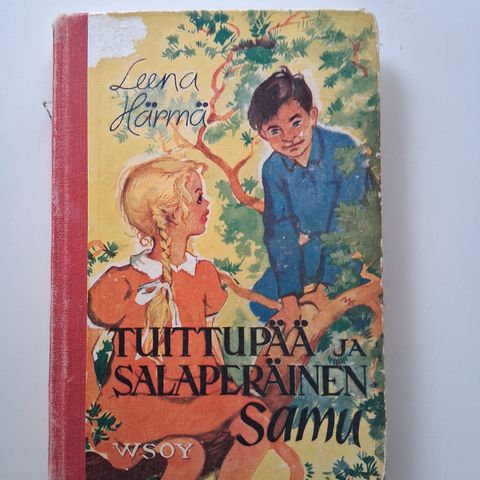 Leena
Härmä
TUITTUPÄÄ JA
SALAPERÄINEN
Samu
WSOY